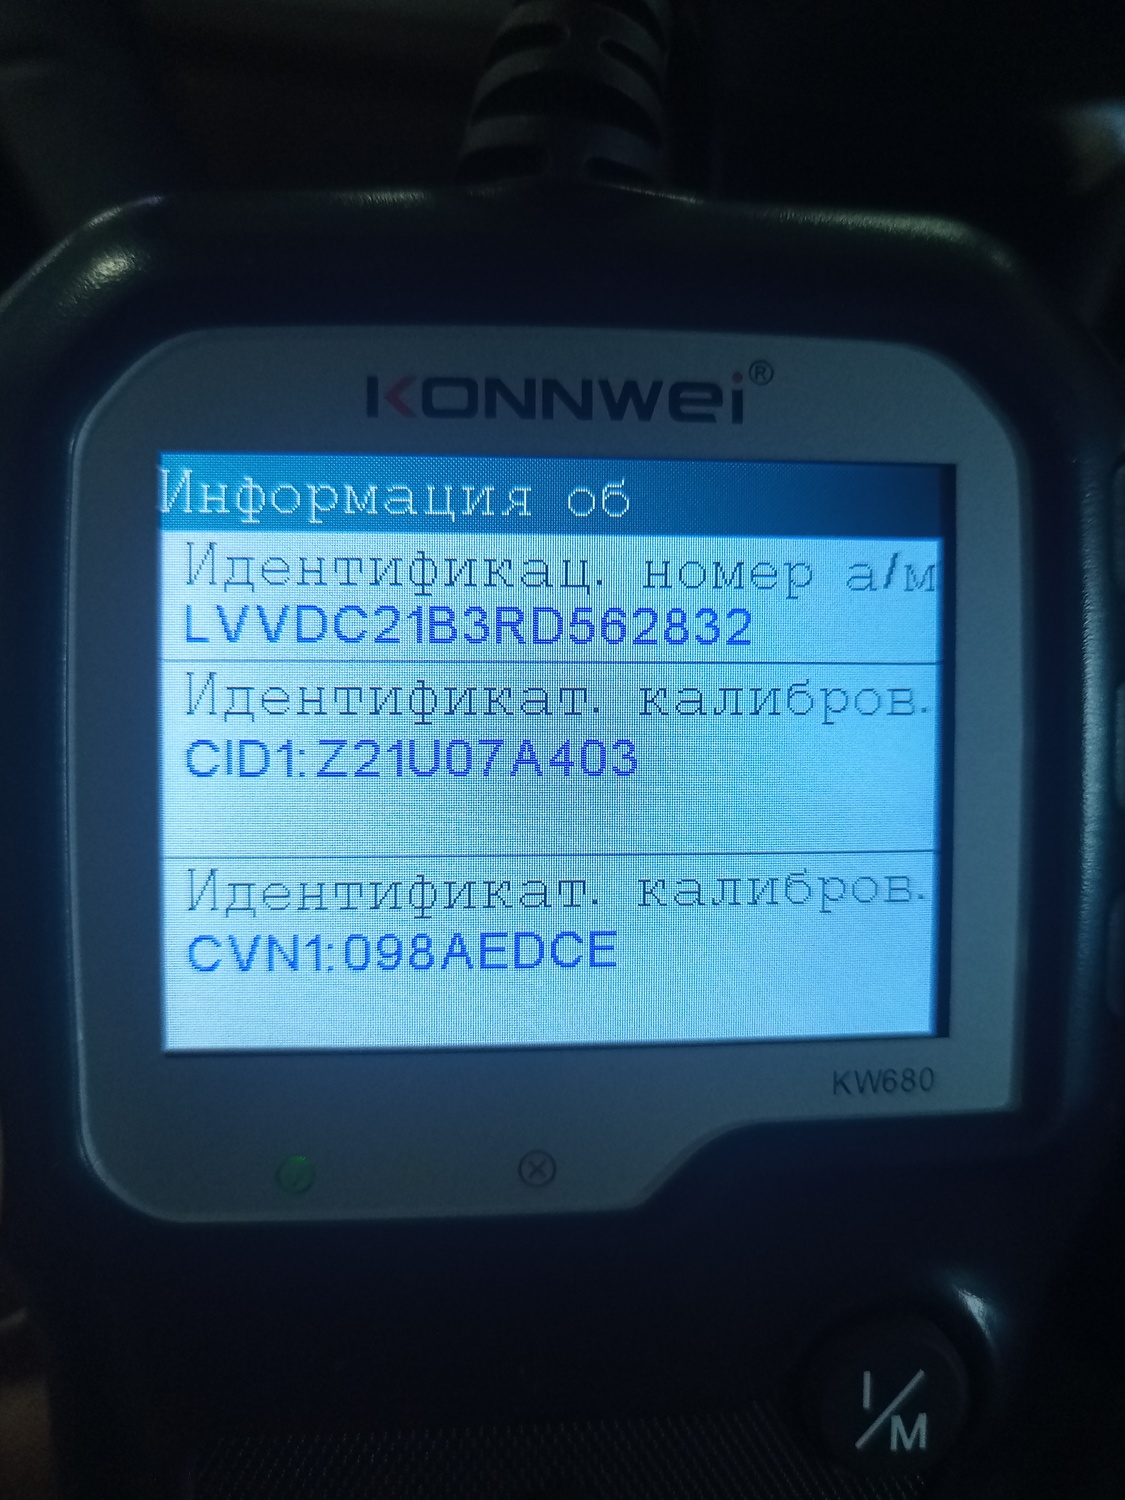 KONNWEI®
Информация об
Идентификац. номер а/м
LVVDC21B3RD562832
Идентификат. калибров.
CID1:Z21U07A403
Идентификат. калибров.
CVN1:098AEDCE
KW680
I/M